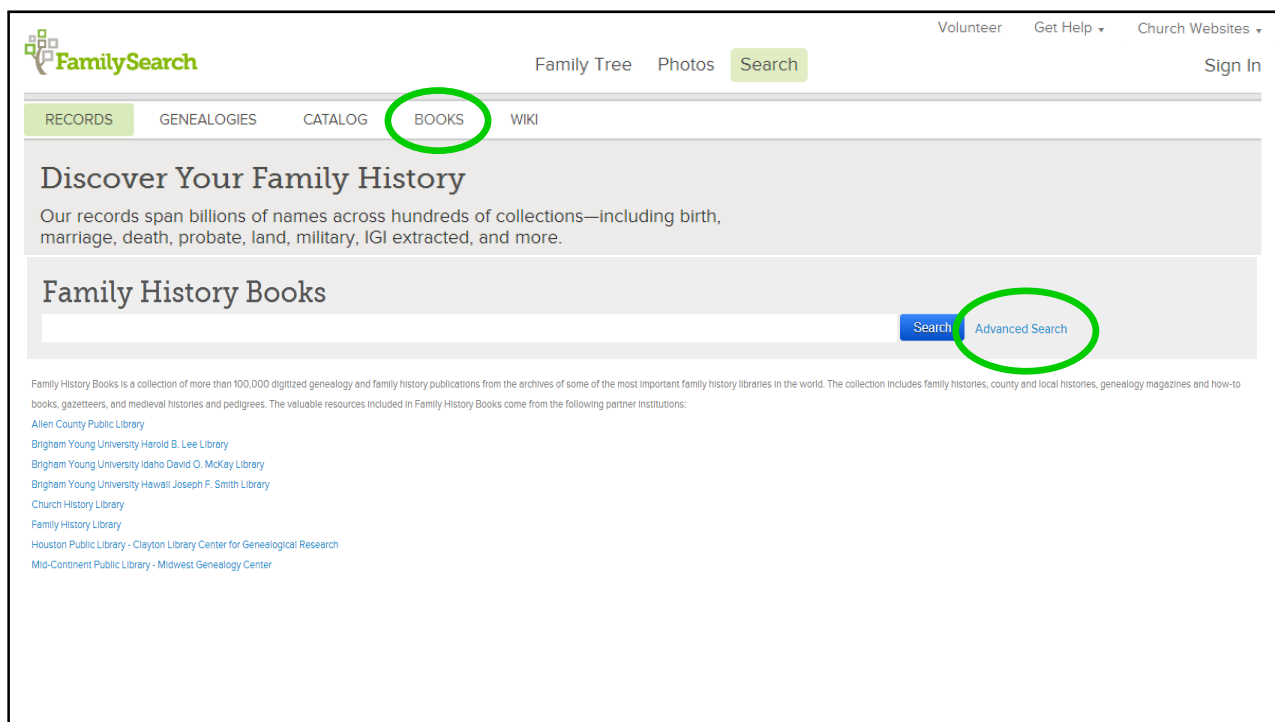 Volunteer Get Help Church Websites
FamilySearch
Family Tree Photos Search Sign In
RECORDS GENEALOGIES CATALOG BOOKS WIKI
Discover Your Family History
Our records span billions of names across hundreds of collections—including birth,
marriage, death, probate, land, military, IGI extracted, and more.
Family History Books
Search Advanced Search
Family History Books is a collection of more than 100,000 digitized genealogy and family history publications from the archives of some of the most important family history libraries in the world. The collection includes family histories, county and local histories, genealogy magazines and how-to
books, gazetteers, and medieval histories and pedigrees. The valuable resources included in Family History Books come from the following partner institutions:
Allen County Public Library
Brigham Young University Harold B. Lee Library
Brigham Young University Idaho David O. McKay Library
Brigham Young University Hawaii Joseph F. Smith Library
Church History Library
Family History Library
Houston Public Library - Clayton Library Center for Genealogical Research
Mid-Continent Public Library - Midwest Genealogy Center